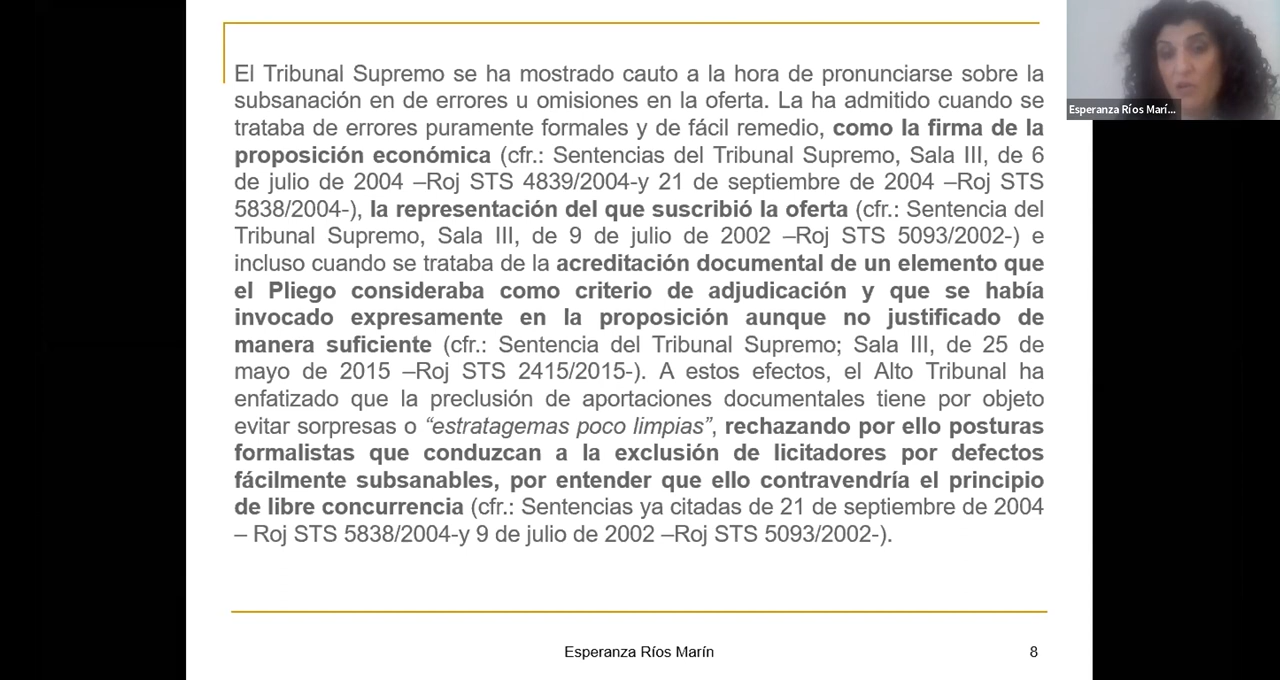 El Tribunal Supremo se ha mostrado cauto a la hora de pronunciarse sobre la
subsanación en de errores u omisiones en la oferta. La ha admitido cuando se
trataba de errores puramente formales y de fácil remedio, como la firma de la
proposición económica (cfr.: Sentencias del Tribunal Supremo, Sala III, de 6
de julio de 2004 –Roj STS 4839/2004-y 21 de septiembre de 2004 –Roj STS
5838/2004-), la representación del que suscribió la oferta (cfr.: Sentencia del
Tribunal Supremo, Sala III, de 9 de julio de 2002 –Roj STS 5093/2002-) e
incluso cuando se trataba de la acreditación documental de un elemento que
el Pliego consideraba como criterio de adjudicación y que se había
invocado expresamente en la proposición aunque no justificado de
manera suficiente (cfr.: Sentencia del Tribunal Supremo; Sala III, de 25 de
mayo de 2015 –Roj STS 2415/2015-). A estos efectos, el Alto Tribunal ha
enfatizado que la preclusión de aportaciones documentales tiene por objeto
evitar sorpresas o “estratagemas poco limpias”, rechazando por ello posturas
formalistas que conduzcan a la exclusión de licitadores por defectos
fácilmente subsanables, por entender que ello contravendría el principio
de libre concurrencia (cfr.: Sentencias ya citadas de 21 de septiembre de 2004
– Roj STS 5838/2004-y 9 de julio de 2002 –Roj STS 5093/2002-).
Esperanza Ríos Marín
8
Esperanza Ríos Marí...